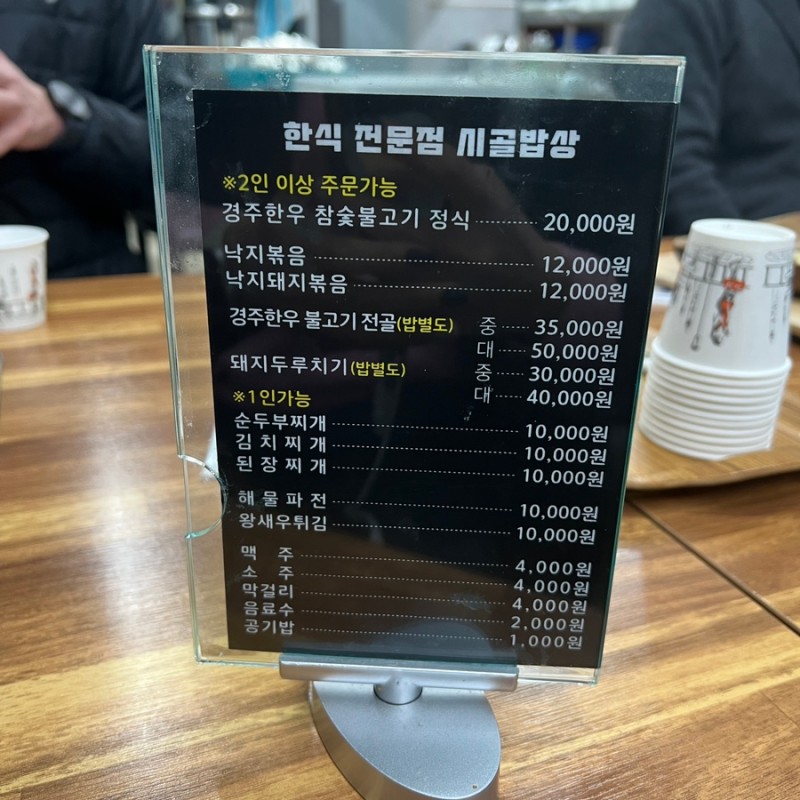 한식 전문점 시골밥상
※2인 이상 주문가능
경주한우 참숯불고기 정식 20,000원
낙지볶음 12,000원
낙지돼지볶음 12,000원
경주한우 불고기 전골(밥별도) 중 35,000원
대 50,000원
돼지두루치기(밥별도) 중 30,000원
대 40,000원
※1인가능
순두부찌개 10,000원
김치찌개 10,000원
된장찌개 10,000원
해물파전 10,000원
왕새우튀김 10,000원
맥주 4,000원
소주 4,000원
막걸리 4,000원
음료수 2,000원
공기밥 1,000원